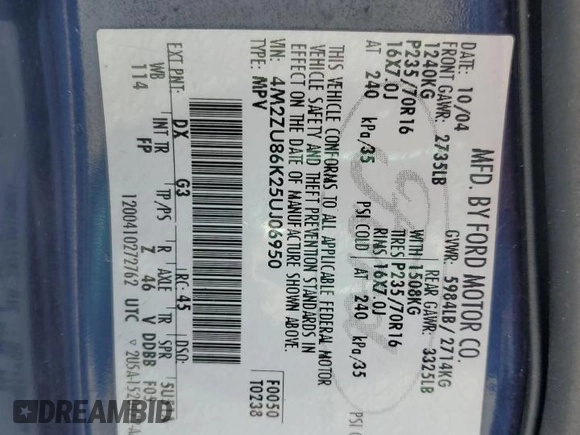 MFD. BY FORD MOTOR CO.
DATE: 10/04 GVWR: 5984LB/ 2714KG
FRONT GAWR: 2735LB REAR GAWR: 3325LB
1240KG WITH 1508KG
P235/70R16 TIRES P235/70R16
16X7.0J RIMS 16X7.0J
AT 240 kPa/35 PSI COLD AT 240 kPa/35 PSI
THIS VEHICLE CONFORMS TO ALL APPLICABLE FEDERAL MOTOR
VEHICLE SAFETY AND THEFT PREVENTION STANDARDS IN
EFFECT ON THE DATE OF MANUFACTURE SHOWN ABOVE.
VIN: 4M2ZU86K25UJ06950
TYPE: MPV
F0050
T0238
EXT PNT: DX G3 RC: 45 DSO:
WB INT TR TP/PS R AXLE TR SPR
114 FP Z 46 V DDBB
1200410272762 UTC
DREAMBID